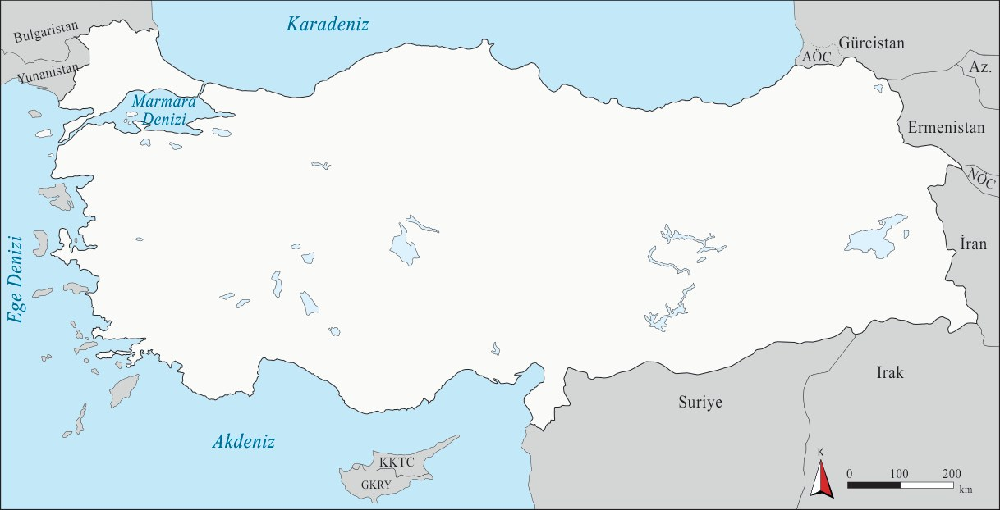 Bulgaristan
Karadeniz
Gürcistan
AÖC
Az.
Yunanistan
Marmara
Denizi
Ermenistan
NÖC
Ege Denizi
İran
Irak
Suriye
Akdeniz
KKTC
GKRY
K
0 100 200
km